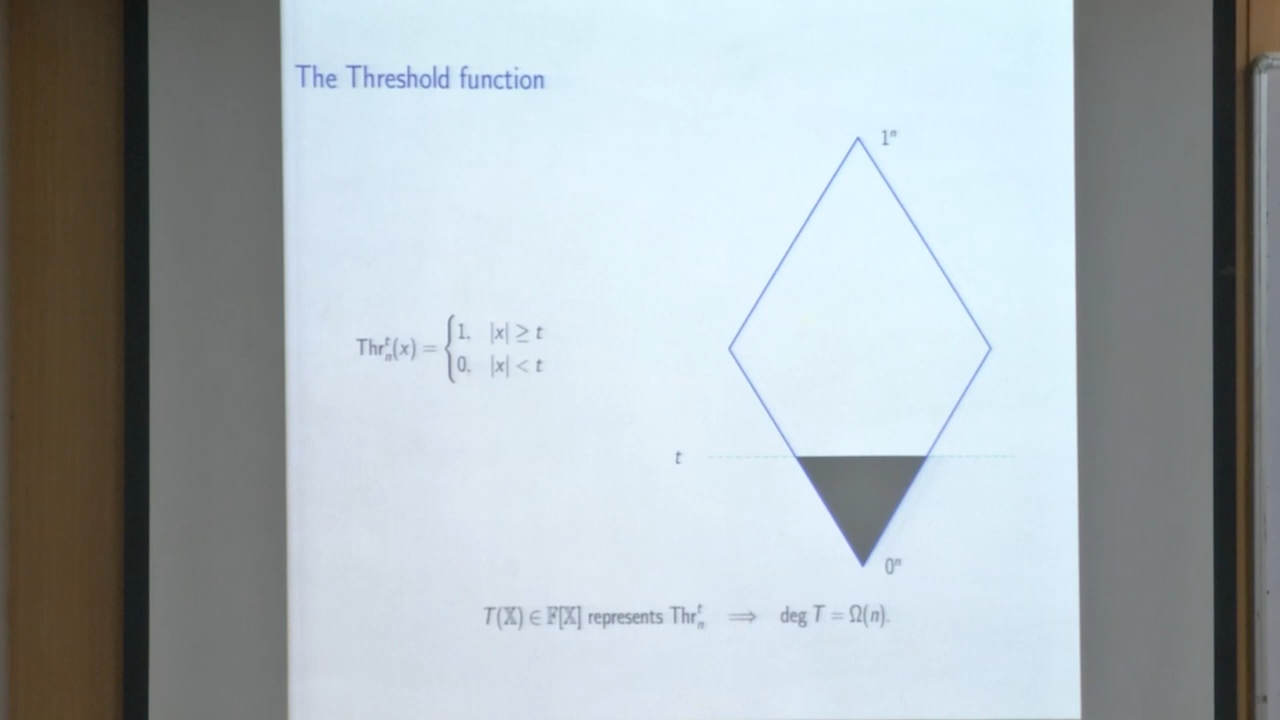 The Threshold function
1ⁿ
Thrₙᵗ(x) = {1, |x| ≥ t
0, |x| < t
t
0ⁿ
T(𝕏) ∈ 𝔽[𝕏] represents Thrₙᵗ ⟹ deg T = Ω(n).